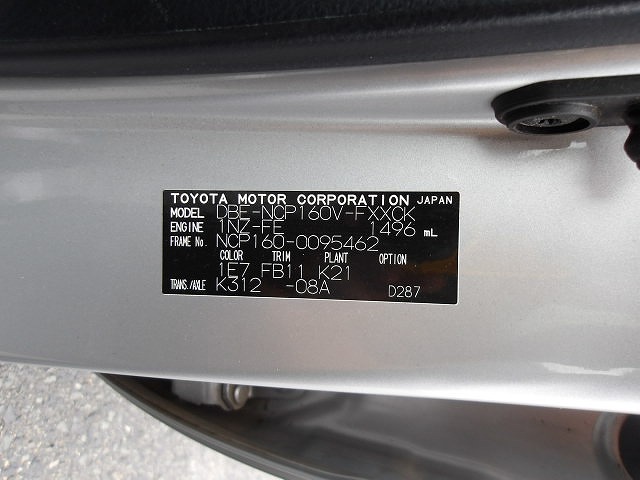 TOYOTA MOTOR CORPORATION JAPAN
MODEL DBE-NCP160V-FXXCK
ENGINE 1NZ-FE 1496 mL
FRAME No. NCP160-0095462
COLOR TRIM PLANT OPTION
1E7 FB11 K21
TRANS./AXLE K312 -08A D287